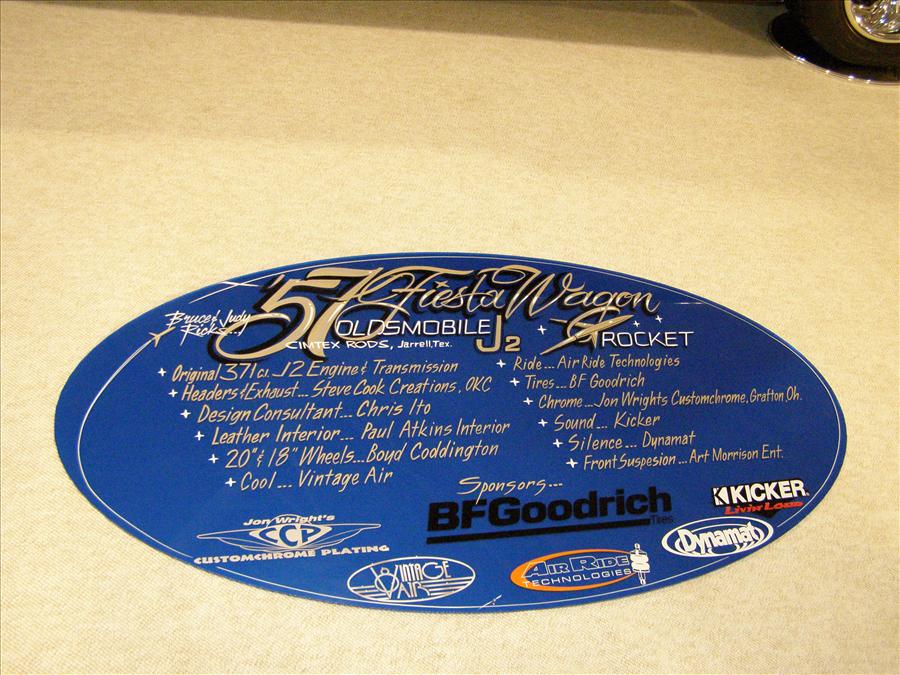 '57 Fiesta Wagon
Bruce & Judy
Ricks...
OLDSMOBILE J2 ROCKET
CIMTEX RODS, Jarrell, Tex.
+ Original 371 c.i. J2 Engine & Transmission
+ Headers & Exhaust... Steve Cook Creations, OKC
+ Design Consultant... Chris Ito
+ Leather Interior... Paul Atkins Interior
+ 20" & 18" Wheels... Boyd Coddington
+ Cool... Vintage Air
+ Ride... Air Ride Technologies
+ Tires... BF Goodrich
+ Chrome... Jon Wrights Customchrome, Grafton, Oh.
+ Sound... Kicker
+ Silence... Dynamat
+ Front Suspesion... Art Morrison Ent.
Sponsors...
BFGoodrich
Tires
KICKER
Livin' Loud
Jon Wright's
CCP
CUSTOMCHROME PLATING
Dynamat
VINTAGE
AIR
AIR RIDE
TECHNOLOGIES